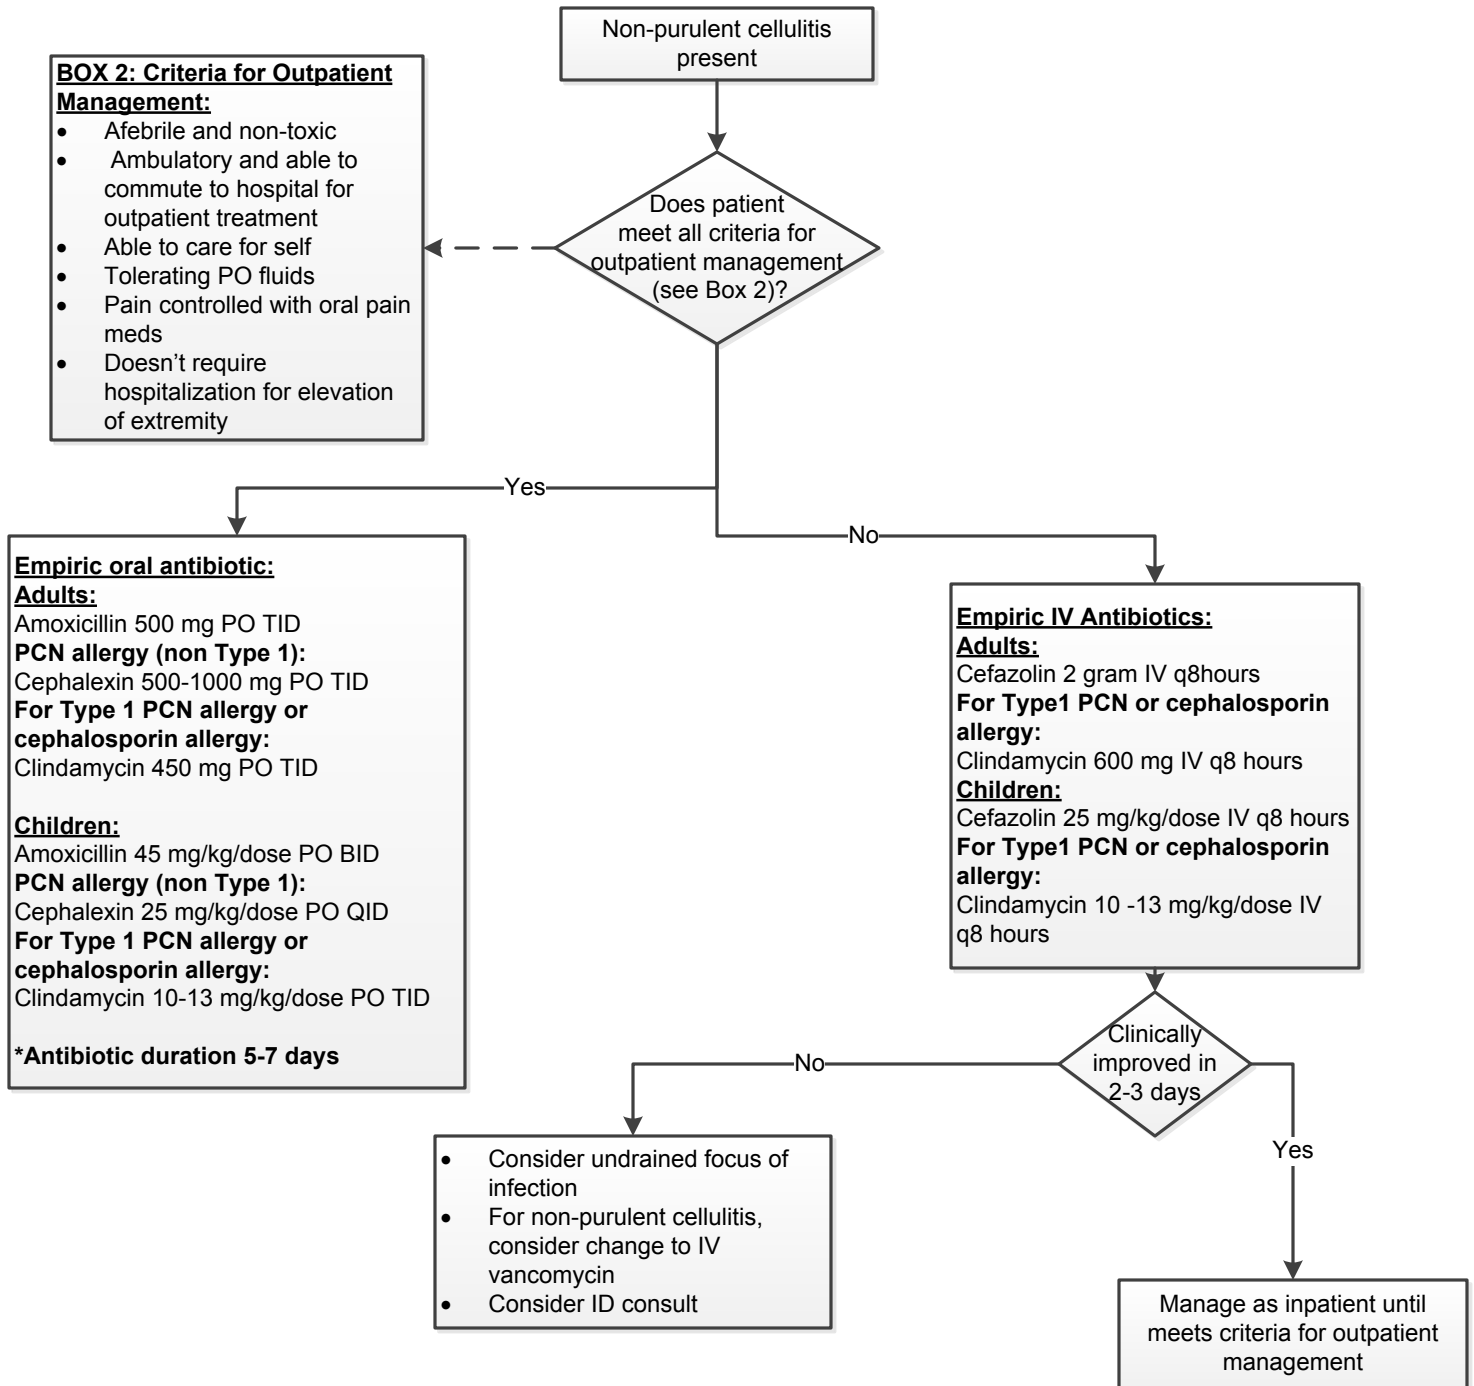 Non-purulent cellulitis
present
BOX 2: Criteria for Outpatient
Management:
• Afebrile and non-toxic
• Ambulatory and able to
commute to hospital for
outpatient treatment
• Able to care for self
• Tolerating PO fluids
• Pain controlled with oral pain
meds
• Doesn’t require
hospitalization for elevation
of extremity
Does patient
meet all criteria for
outpatient management
(see Box 2)?
Yes
No
Empiric oral antibiotic:
Adults:
Amoxicillin 500 mg PO TID
PCN allergy (non Type 1):
Cephalexin 500-1000 mg PO TID
For Type 1 PCN allergy or
cephalosporin allergy:
Clindamycin 450 mg PO TID
Children:
Amoxicillin 45 mg/kg/dose PO BID
PCN allergy (non Type 1):
Cephalexin 25 mg/kg/dose PO QID
For Type 1 PCN allergy or
cephalosporin allergy:
Clindamycin 10-13 mg/kg/dose PO TID
*Antibiotic duration 5-7 days
Empiric IV Antibiotics:
Adults:
Cefazolin 2 gram IV q8hours
For Type1 PCN or cephalosporin
allergy:
Clindamycin 600 mg IV q8 hours
Children:
Cefazolin 25 mg/kg/dose IV q8 hours
For Type1 PCN or cephalosporin
allergy:
Clindamycin 10 -13 mg/kg/dose IV
q8 hours
Clinically
improved in
2-3 days
No
Yes
• Consider undrained focus of
infection
• For non-purulent cellulitis,
consider change to IV
vancomycin
• Consider ID consult
Manage as inpatient until
meets criteria for outpatient
management